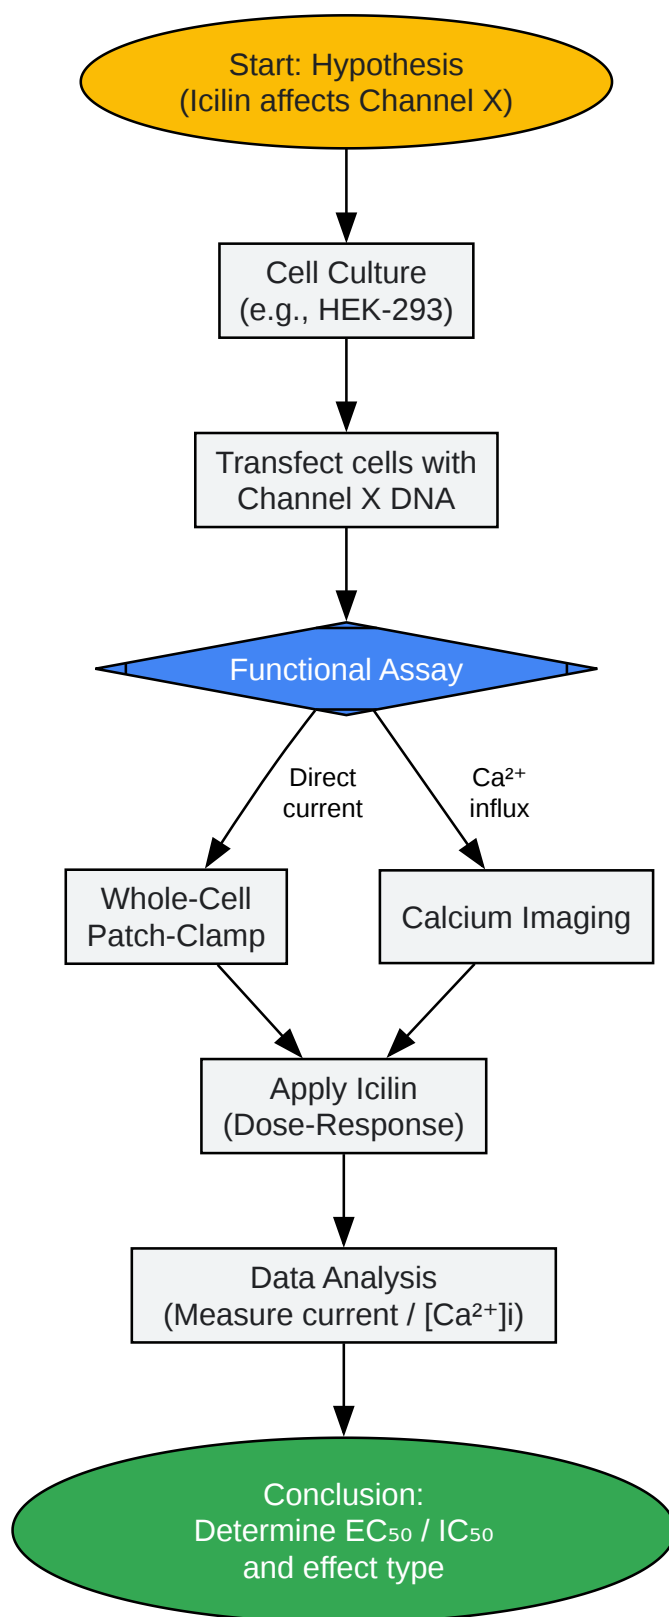 Start: Hypothesis
(Icilin affects Channel X)
Cell Culture
(e.g., HEK-293)
Transfect cells with
Channel X DNA
Functional Assay
Direct
current
Ca²⁺
influx
Whole-Cell
Patch-Clamp
Calcium Imaging
Apply Icilin
(Dose-Response)
Data Analysis
(Measure current / [Ca²⁺]i)
Conclusion:
Determine EC₅₀ / IC₅₀
and effect type